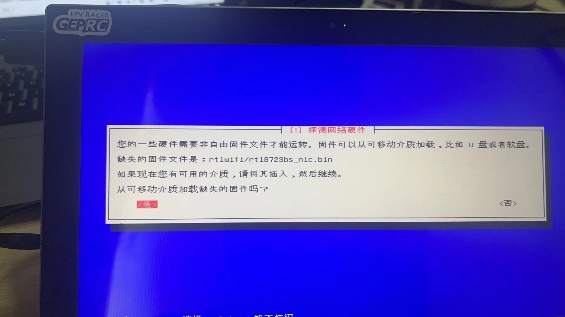 FPV-RACER
GEPRC
[!] 探测网络硬件
您的一些硬件需要非自由固件文件才能运转。固件可以从可移动介质加载，比如 U 盘或者软盘。
缺失的固件文件是：rtlwifi/rtl8723bs_nic.bin
如果现在您有可用的介质，请将其插入，然后继续。
从可移动介质加载缺失的固件吗？
<是>
<否>